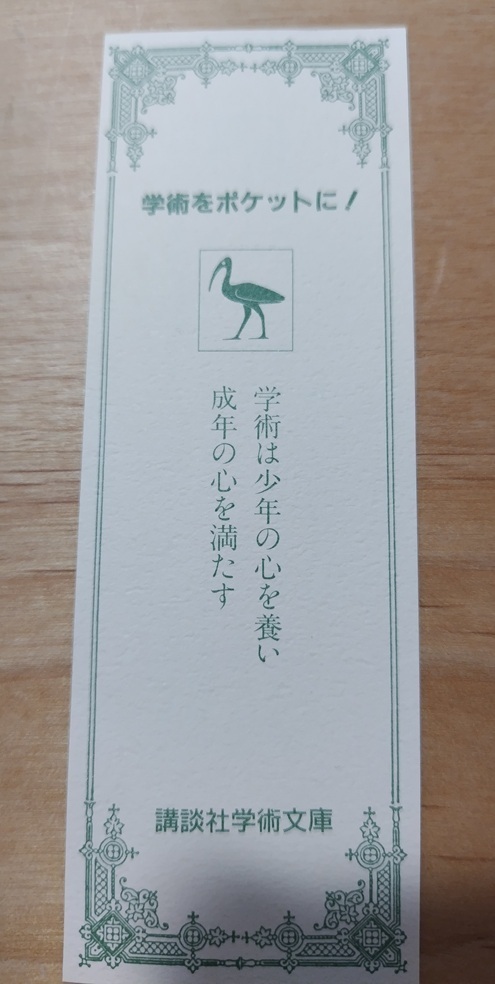 学術をポケットに！
学術は少年の心を養い
成年の心を満たす
講談社学術文庫